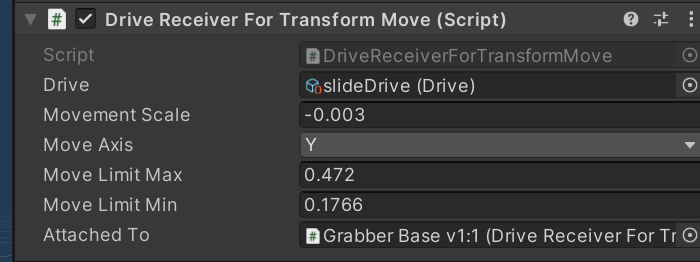 Drive Receiver For Transform Move (Script)
Script #DriveReceiverForTransformMove
Drive slideDrive (Drive)
Movement Scale -0.003
Move Axis Y
Move Limit Max 0.472
Move Limit Min 0.1766
Attached To Grabber Base v1:1 (Drive Receiver For Tr